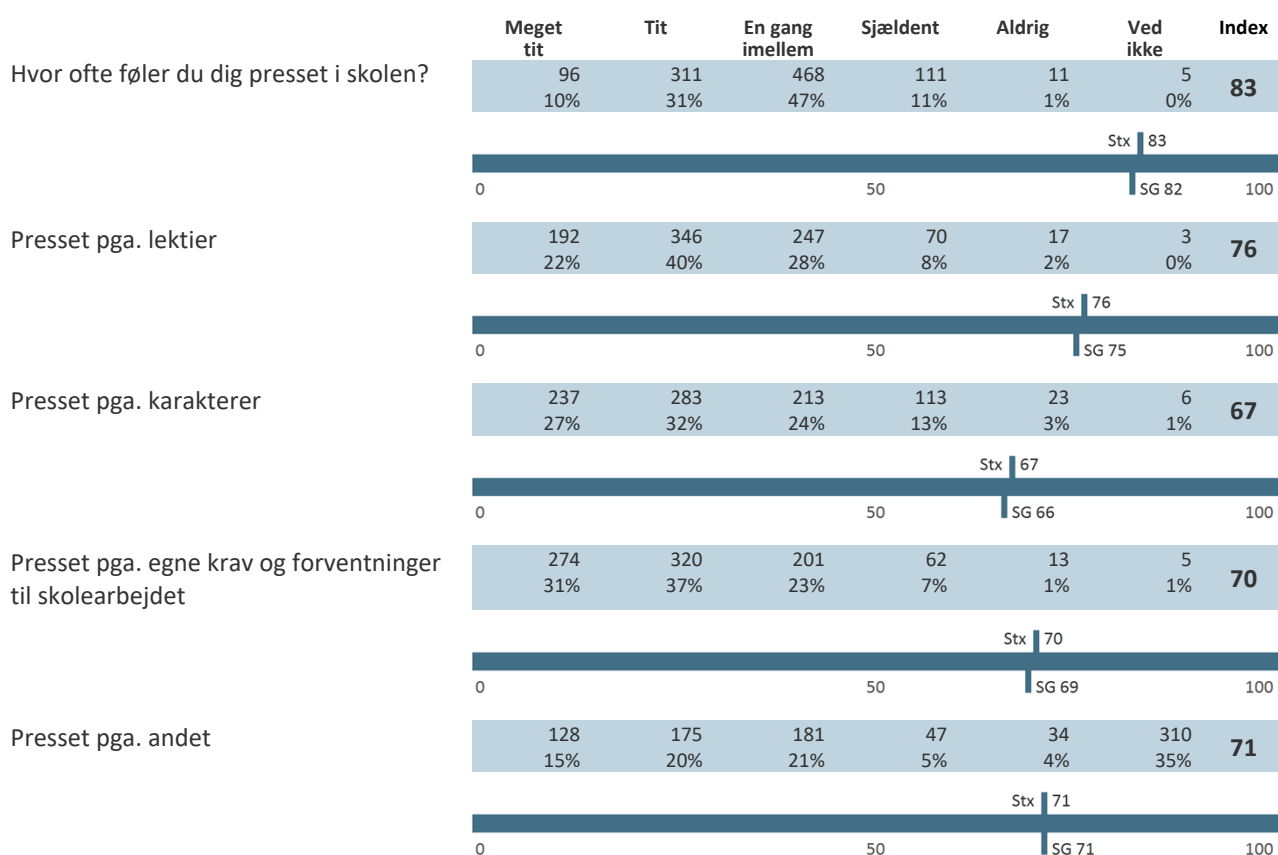 Meget tit Tit En gang imellem Sjældent Aldrig Ved ikke Index
Hvor ofte føler du dig presset i skolen?
96 311 468 111 11 5 83
10% 31% 47% 11% 1% 0%
Stx 83
0 50 SG 82 100
Presset pga. lektier
192 346 247 70 17 3 76
22% 40% 28% 8% 2% 0%
Stx 76
0 50 SG 75 100
Presset pga. karakterer
237 283 213 113 23 6 67
27% 32% 24% 13% 3% 1%
Stx 67
0 50 SG 66 100
Presset pga. egne krav og forventninger
til skolearbejdet
274 320 201 62 13 5 70
31% 37% 23% 7% 1% 1%
Stx 70
0 50 SG 69 100
Presset pga. andet
128 175 181 47 34 310 71
15% 20% 21% 5% 4% 35%
Stx 71
0 50 SG 71 100